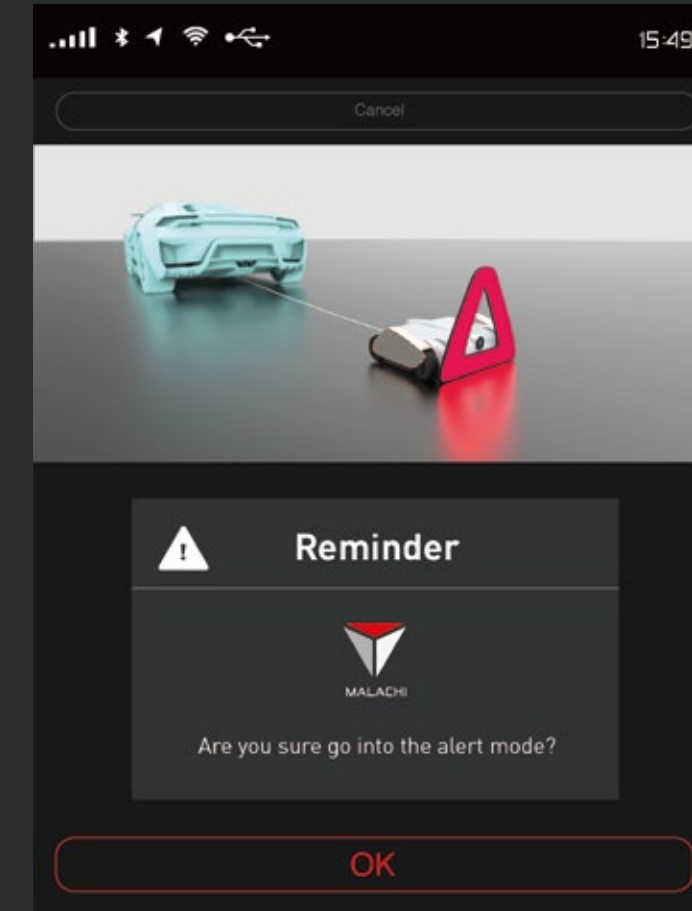 15:49
Cancel
Reminder
MALACHI
Are you sure go into the alert mode?
OK